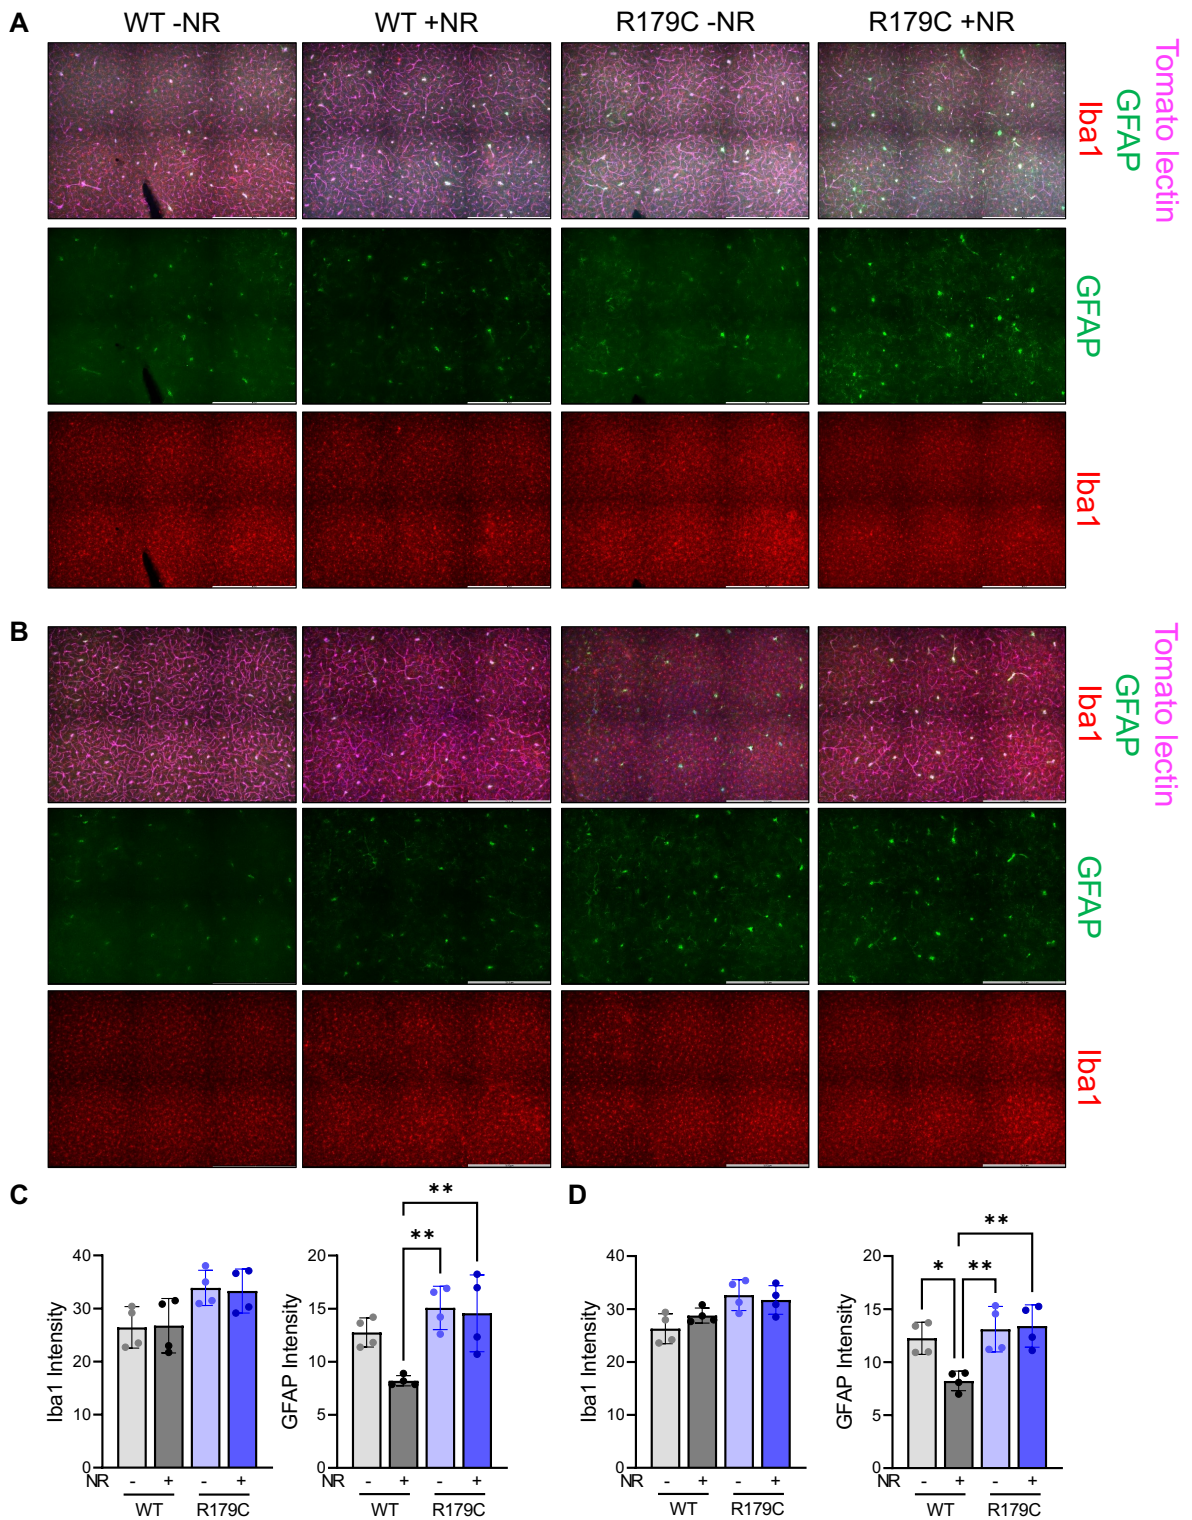 A
WT -NR
WT +NR
R179C -NR
R179C +NR
Tomato lectin
GFAP
Iba1
GFAP
Iba1
B
Tomato lectin
GFAP
Iba1
GFAP
Iba1
C
Iba1 Intensity
40
30
20
10
0
NR - + - +
WT R179C
GFAP Intensity
20
15
10
5
0
** **
NR - + - +
WT R179C
D
Iba1 Intensity
40
30
20
10
0
NR - + - +
WT R179C
GFAP Intensity
20
15
10
5
0
**
* **
NR - + - +
WT R179C